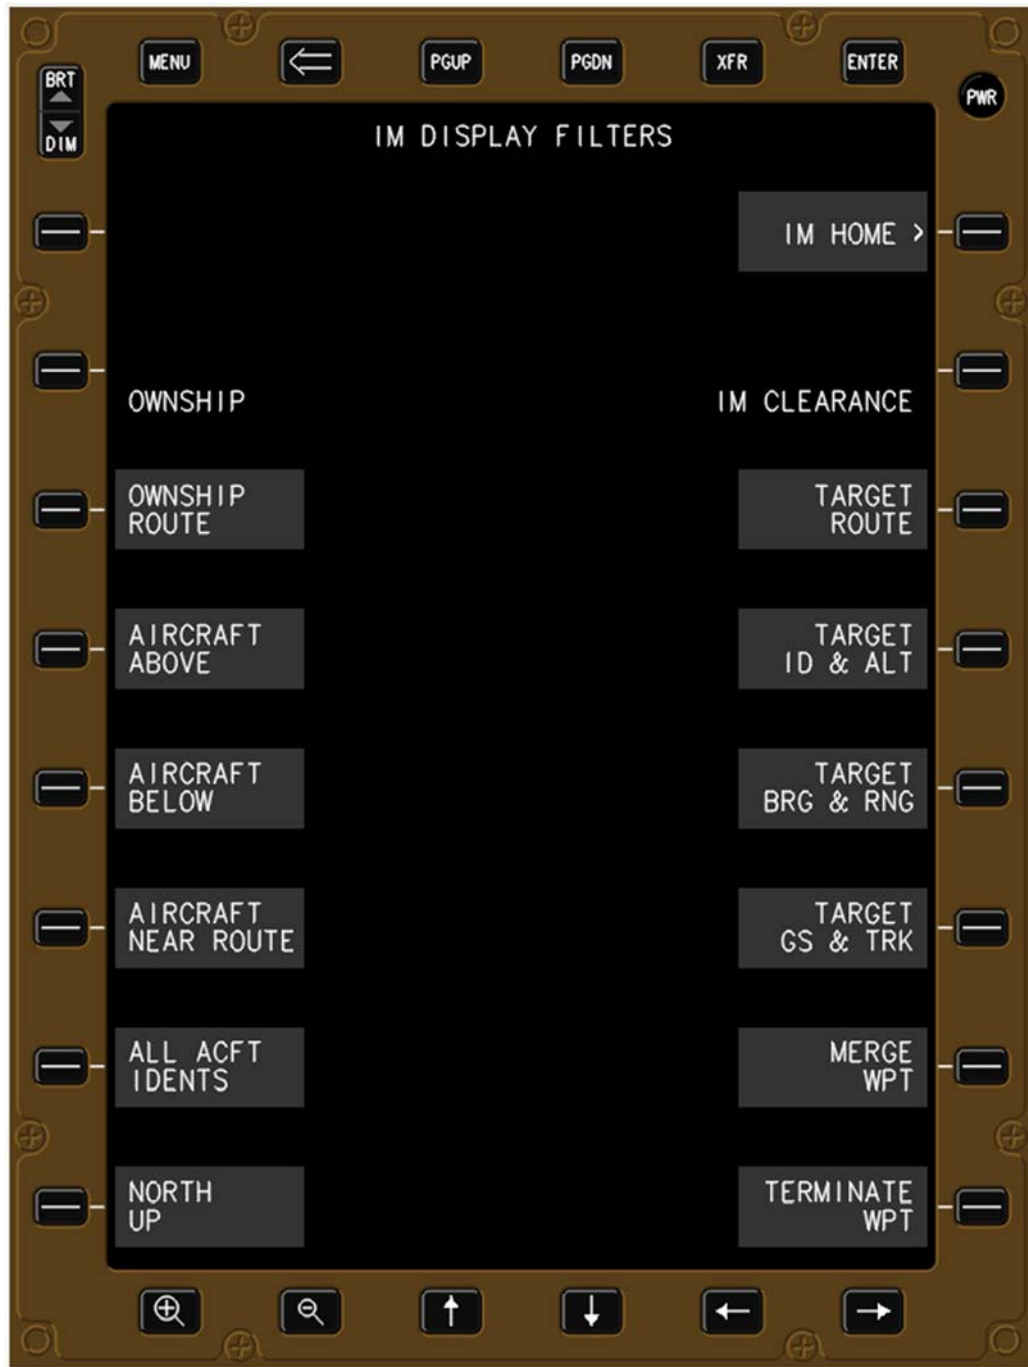 MENU
PGUP
PGDN
XFR
ENTER
BRT
DIM
PWR
IM DISPLAY FILTERS
IM HOME >
OWNSHIP
IM CLEARANCE
OWNSHIP
ROUTE
TARGET
ROUTE
AIRCRAFT
ABOVE
TARGET
ID & ALT
AIRCRAFT
BELOW
TARGET
BRG & RNG
AIRCRAFT
NEAR ROUTE
TARGET
GS & TRK
ALL ACFT
IDENTS
MERGE
WPT
NORTH
UP
TERMINATE
WPT